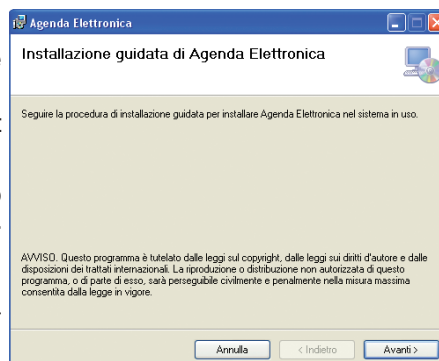 Agenda Elettronica
Installazione guidata di Agenda Elettronica
Seguire la procedura di installazione guidata per installare Agenda Elettronica nel sistema in uso.
AVVISO. Questo programma è tutelato dalle leggi sul copyright, dalle leggi sui diritti d'autore e dalle
disposizioni dei trattati internazionali. La riproduzione o distribuzione non autorizzata di questo
programma, o di parte di esso, sarà perseguibile civilmente e penalmente nella misura massima
consentita dalla legge in vigore.
Annulla < Indietro Avanti >